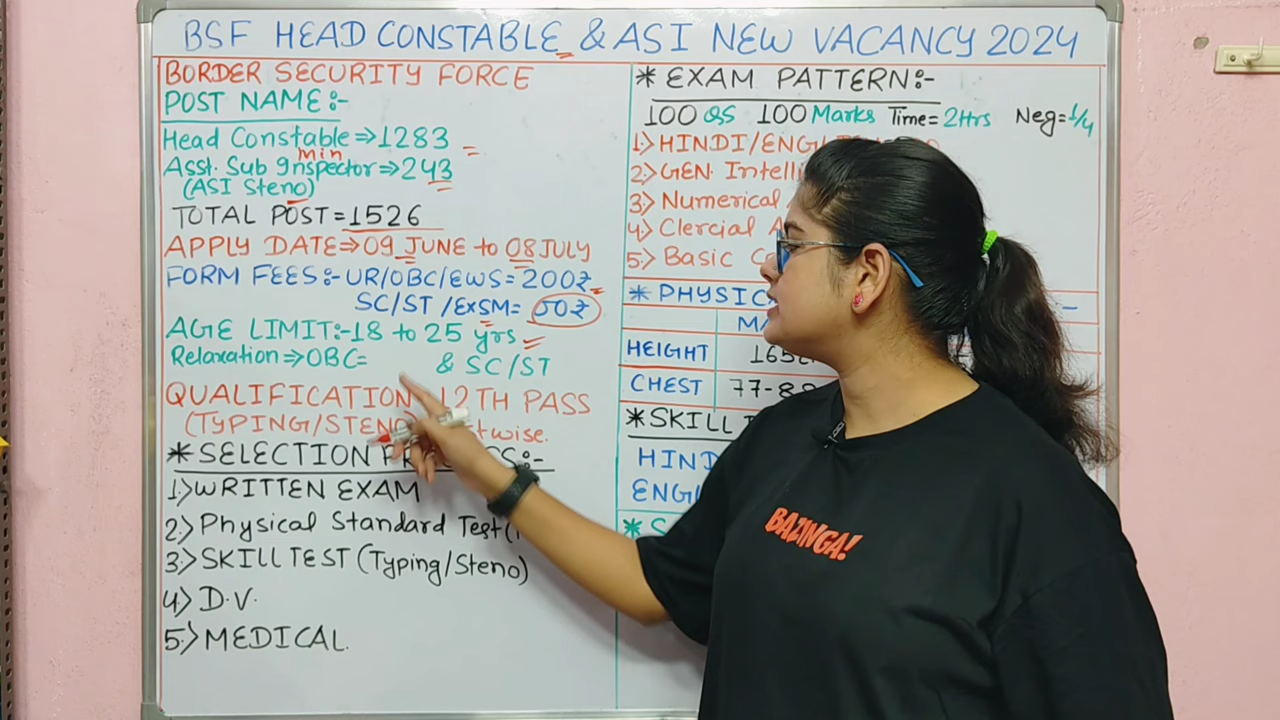 BSF HEAD CONSTABLE & ASI NEW VACANCY 2024
BORDER SECURITY FORCE
POST NAME:-
Head Constable ⇒ 1283
min
Asst. Sub Inspector ⇒ 243
(ASI Steno)
TOTAL POST = 1526
APPLY DATE ⇒ 09 JUNE to 08 JULY
FORM FEES:- UR/OBC/EWS = 200₹
SC/ST/EXSM= 50₹
AGE LIMIT:- 18 to 25 yrs
Relaxation ⇒ OBC= & SC/ST
QUALIFICATION 12TH PASS
(TYPING/STENO twise.
* SELECTION S:-
1.> WRITTEN EXAM
2.> Physical Standard Test
3.> SKILL TEST (Typing/Steno)
4.> D.V.
5.> MEDICAL
* EXAM PATTERN:-
100 QS 100 Marks Time = 2Hrs Neg = 1/4
1.> HINDI/ENGL
2.> GEN. Intelli
3.> Numerical
4.> Clercial A
5.> Basic Co
* PHYSIC
HEIGHT 165
CHEST 77-8
* SKILL
HIND
ENGL
BAZINGA!